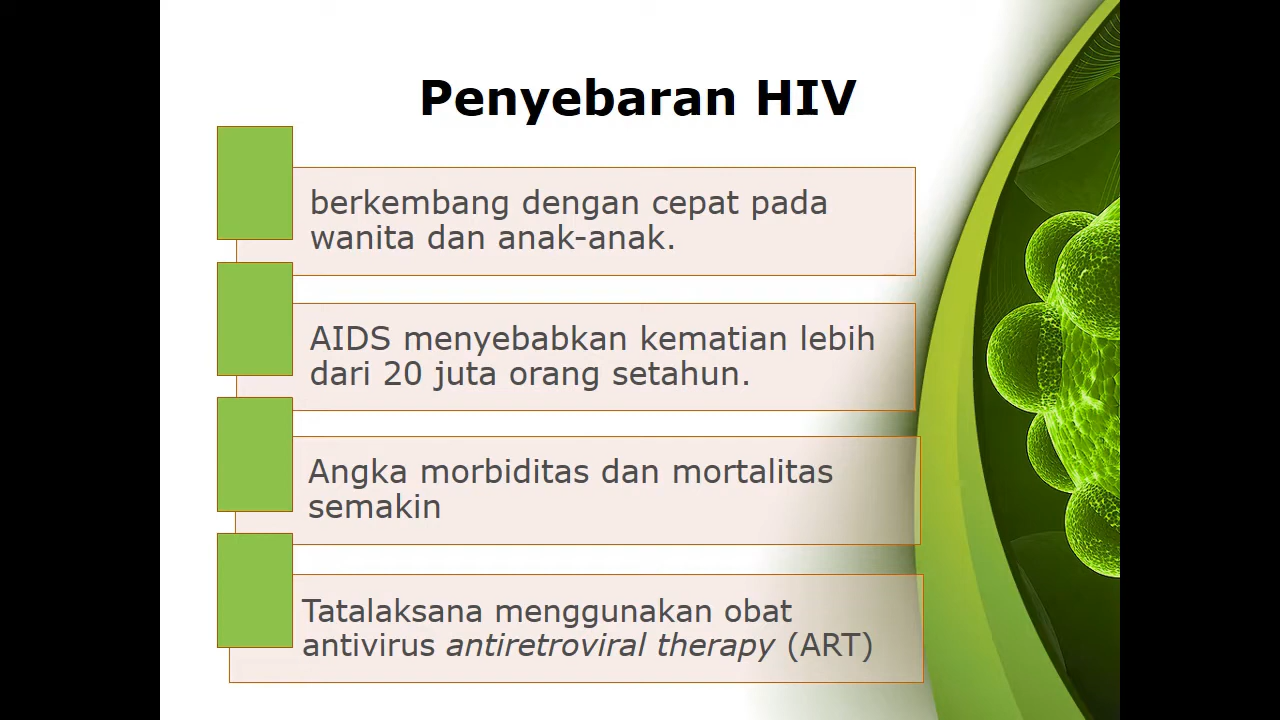 Penyebaran HIV
berkembang dengan cepat pada
wanita dan anak-anak.
AIDS menyebabkan kematian lebih
dari 20 juta orang setahun.
Angka morbiditas dan mortalitas
semakin
Tatalaksana menggunakan obat
antivirus antiretroviral therapy (ART)